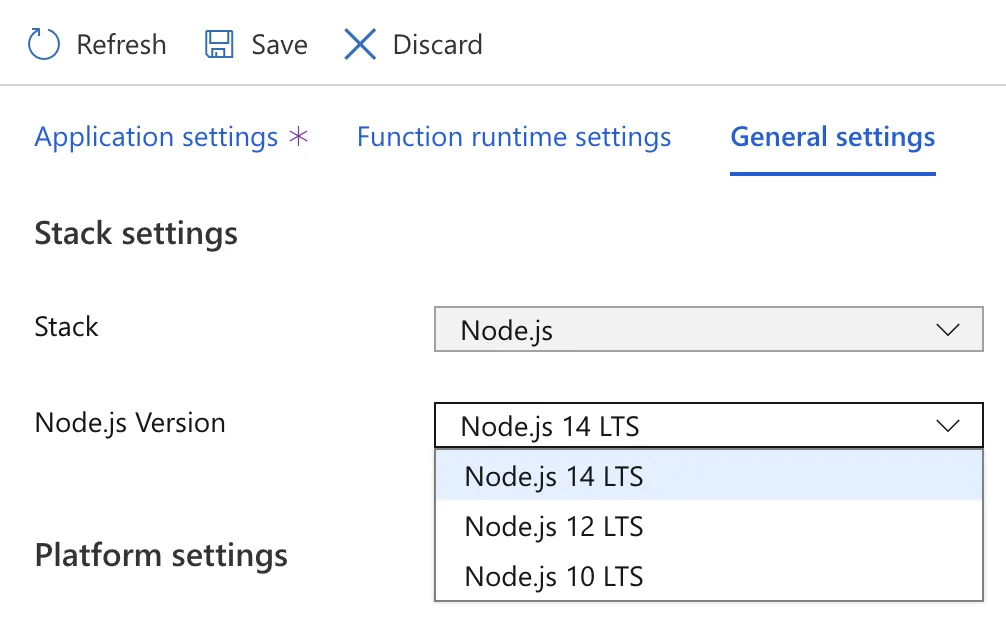 Refresh Save Discard
Application settings * Function runtime settings General settings
Stack settings
Stack Node.js
Node.js Version Node.js 14 LTS
Node.js 14 LTS
Node.js 12 LTS
Platform settings
Node.js 10 LTS